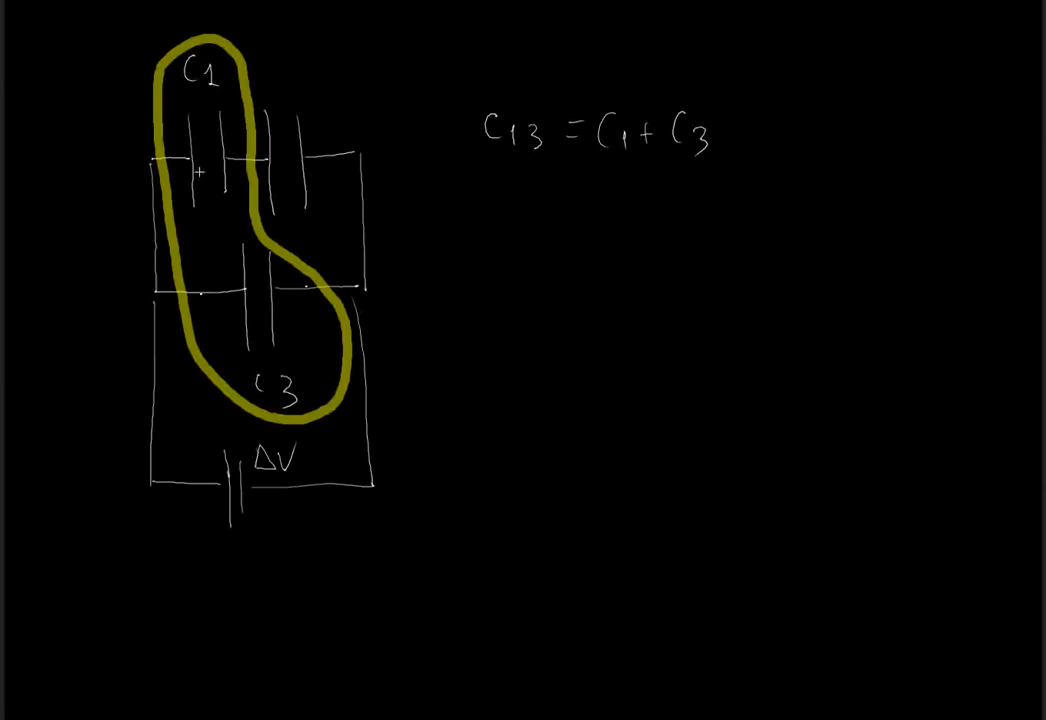 C1
C13 = C1 + C3
+
C3
ΔV